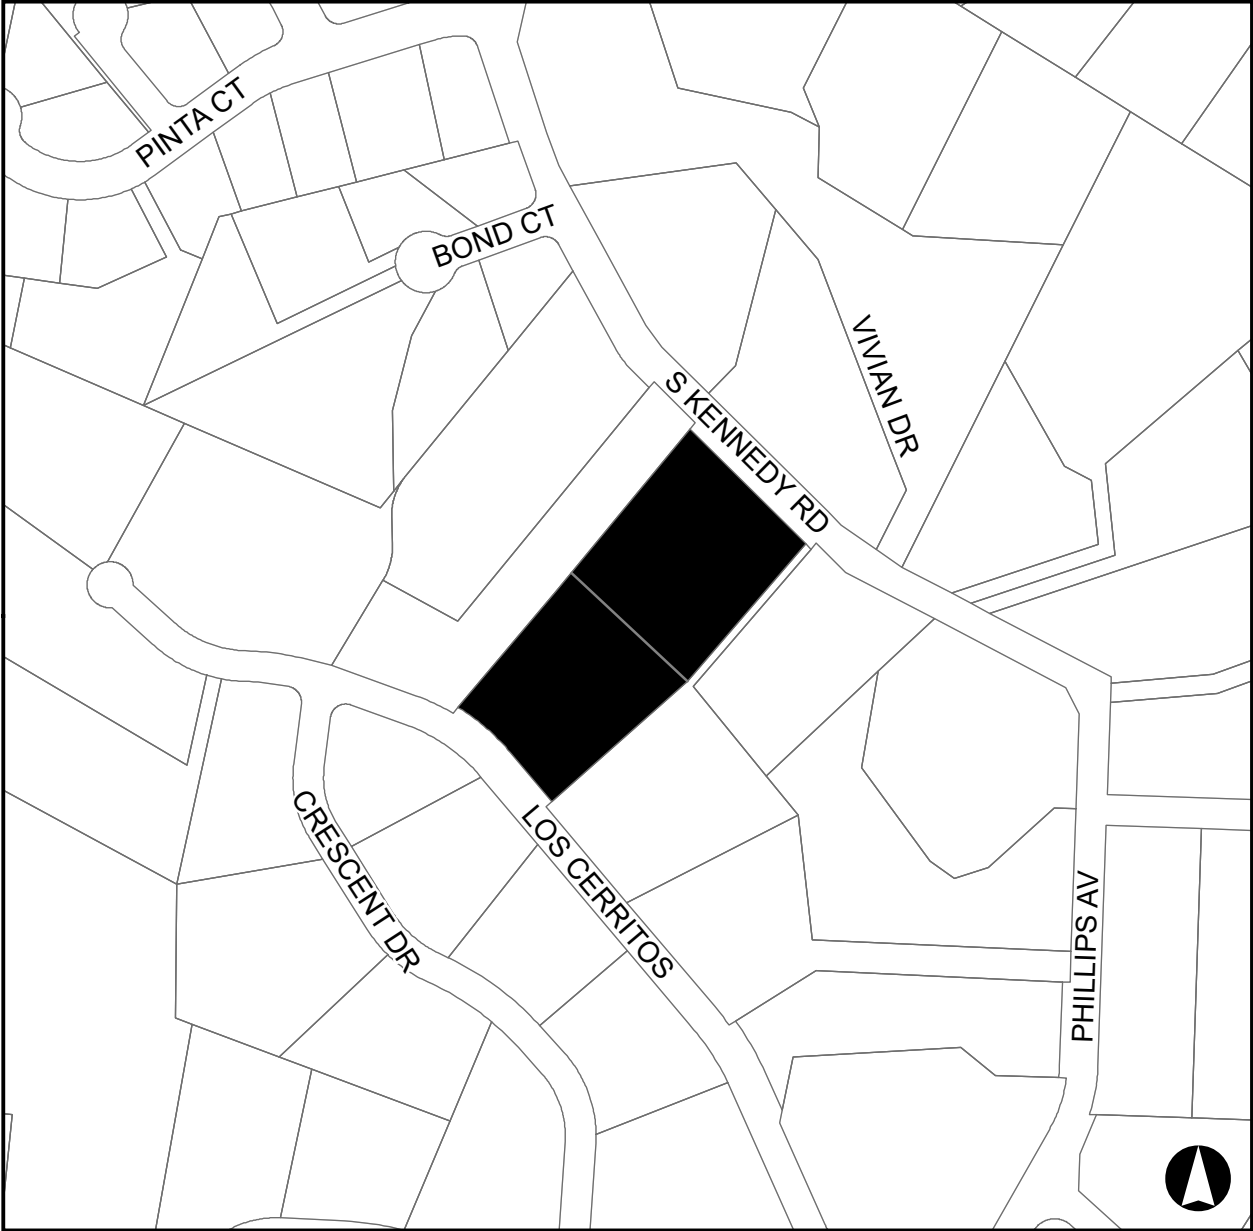 PINTA CT
BOND CT
VIVIAN DR
S KENNEDY RD
CRESCENT DR
LOS CERRITOS
PHILLIPS AV